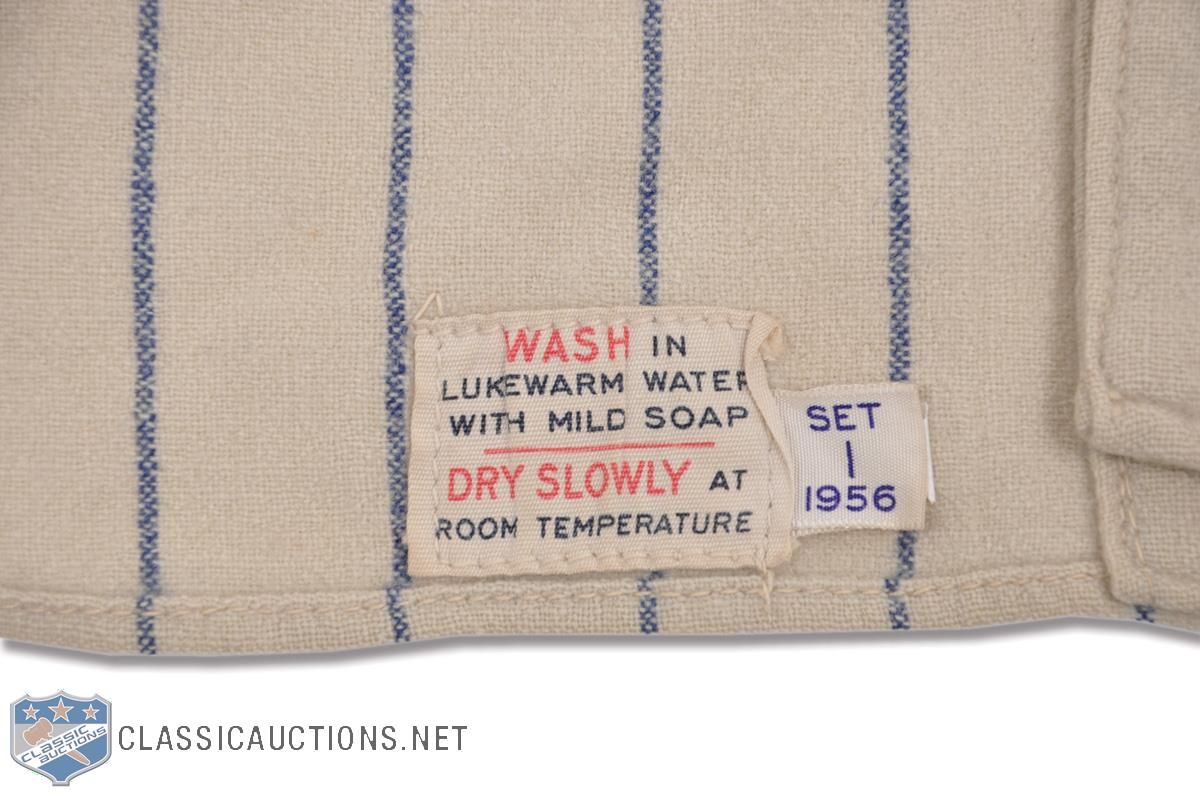 WASH IN
LUKEWARM WATER
WITH MILD SOAP
DRY SLOWLY AT
ROOM TEMPERATURE
SET
1
1956
CLASSIC
AUCTIONS
CLASSICAUCTIONS.NET